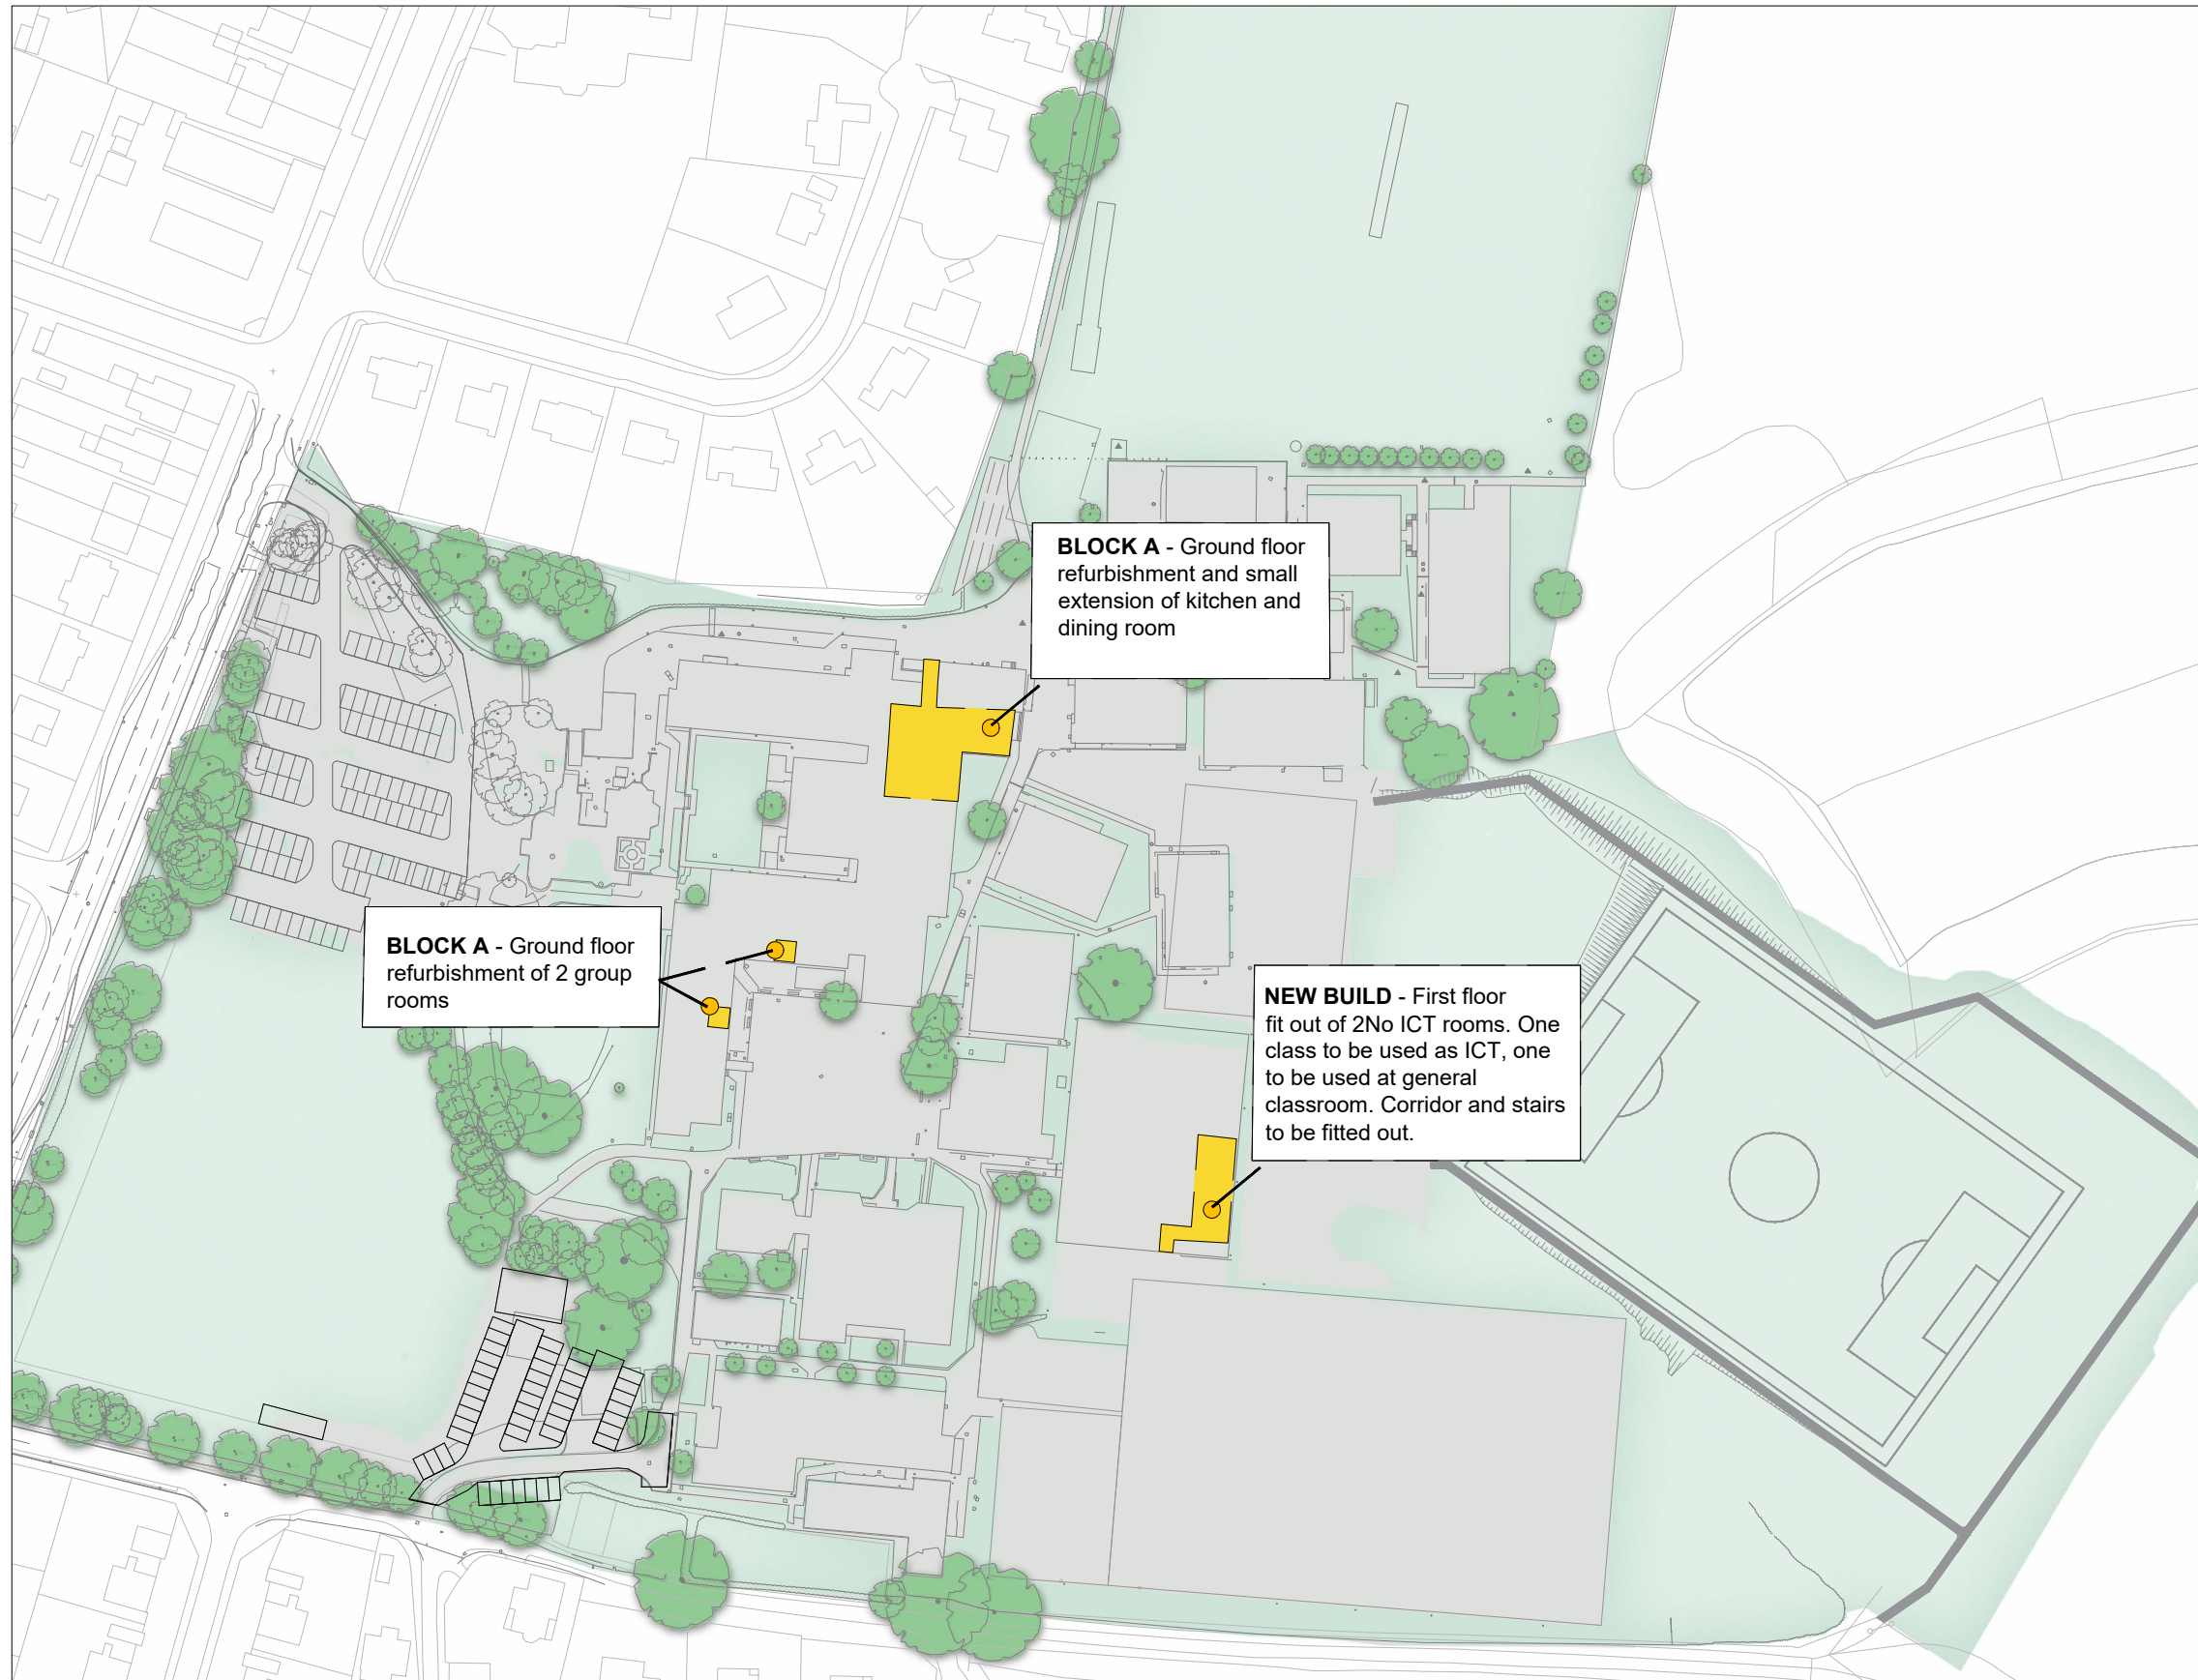 BLOCK A - Ground floor
refurbishment and small
extension of kitchen and
dining room
BLOCK A - Ground floor
refurbishment of 2 group
rooms
NEW BUILD - First floor
fit out of 2No ICT rooms. One
class to be used as ICT, one
to be used at general
classroom. Corridor and stairs
to be fitted out.